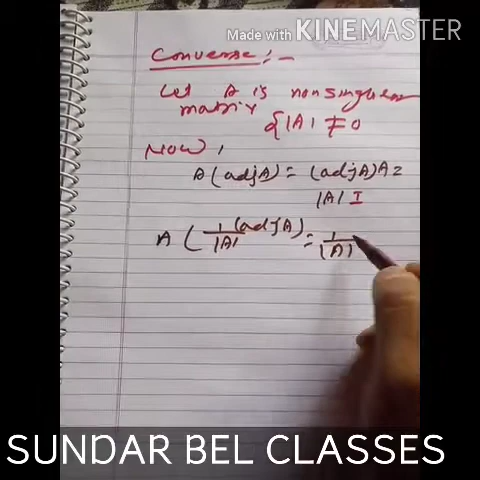 Made with KINEMASTER
Converse:-
Let A is nonsingular
matrix
{|A| ≠ 0
Now,
A(adjA) = (adjA)A =
|A| I
A ( 1/|A| (adjA) = 1/|A|
SUNDAR BEL CLASSES